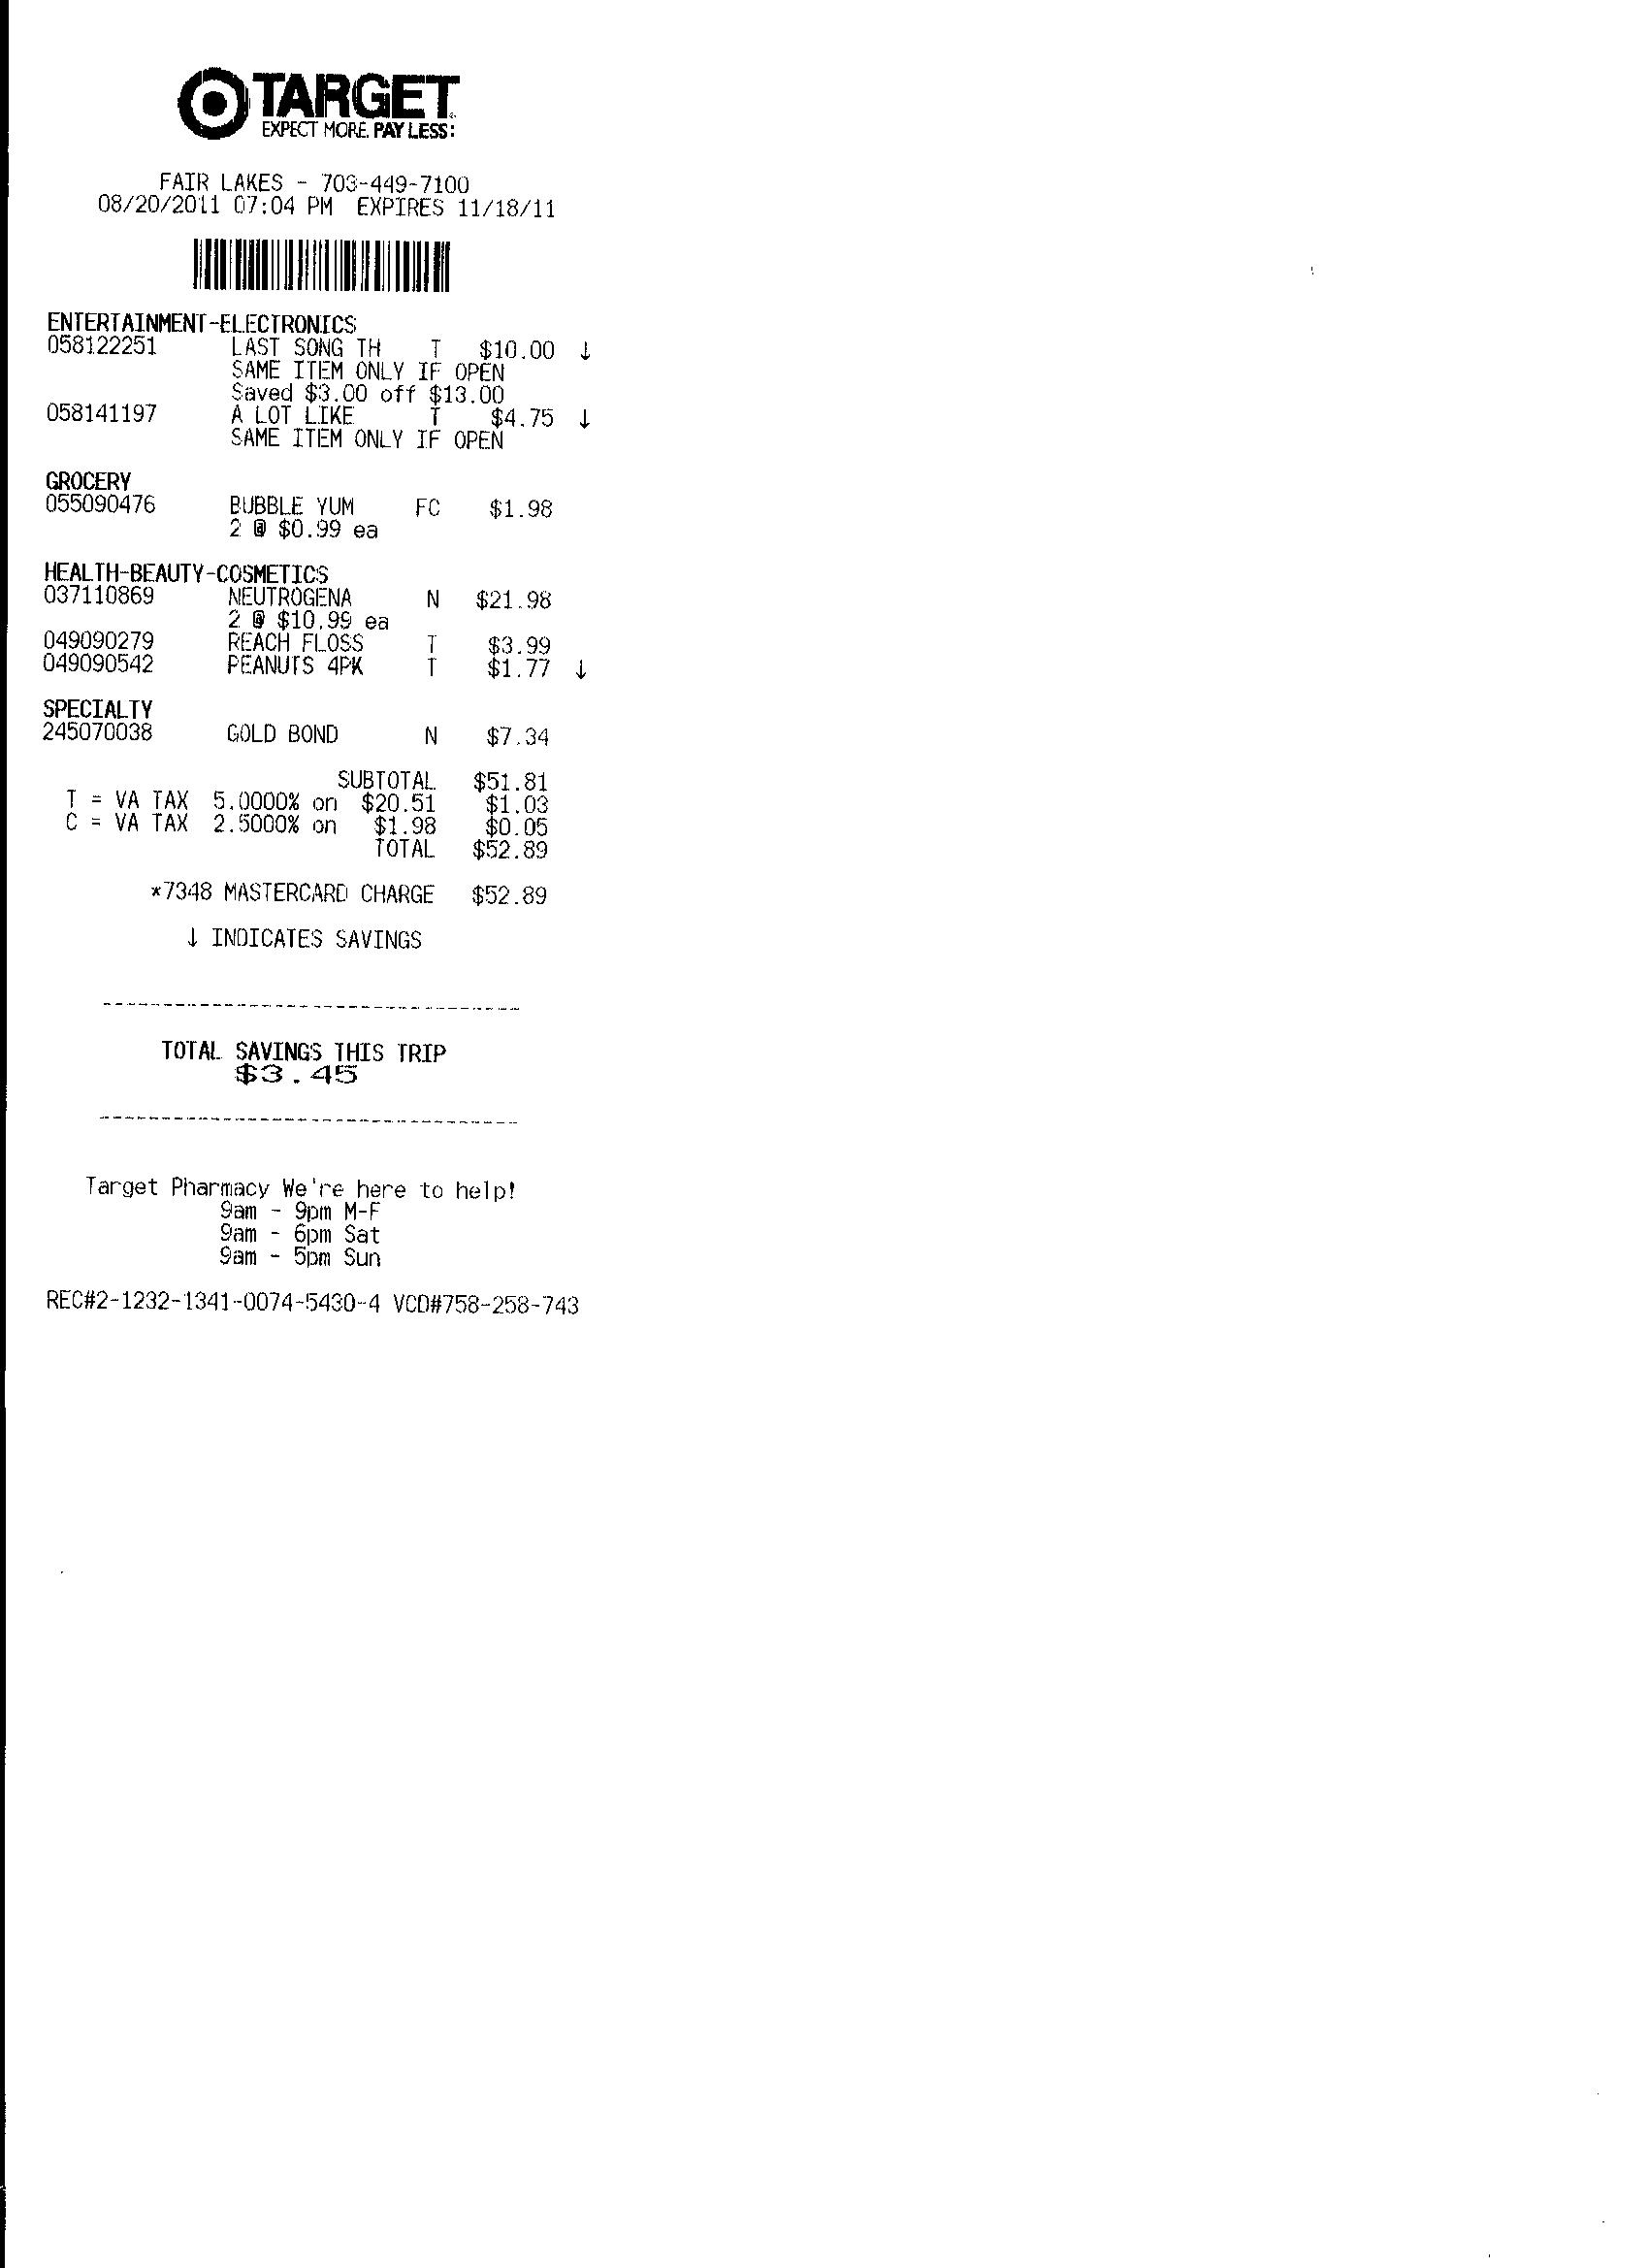 TARGET
EXPECT MORE. PAY LESS.
FAIR LAKES - 703-449-7100
08/20/2011 07:04 PM EXPIRES 11/18/11
ENTERTAINMENT-ELECTRONICS
058122251 LAST SONG TH T $10.00 ↓
SAME ITEM ONLY IF OPEN
Saved $3.00 off $13.00
058141197 A LOT LIKE T $4.75 ↓
SAME ITEM ONLY IF OPEN
GROCERY
055090476 BUBBLE YUM FC $1.98
2 @ $0.99 ea
HEALTH-BEAUTY-COSMETICS
037110869 NEUTROGENA N $21.98
2 @ $10.99 ea
049090279 REACH FLOSS T $3.99
049090542 PEANUTS 4PK T $1.77 ↓
SPECIALTY
245070038 GOLD BOND N $7.34
SUBTOTAL $51.81
T = VA TAX 5.0000% on $20.51 $1.03
C = VA TAX 2.5000% on $1.98 $0.05
TOTAL $52.89
*7348 MASTERCARD CHARGE $52.89
↓ INDICATES SAVINGS
TOTAL SAVINGS THIS TRIP
$3.45
Target Pharmacy We're here to help!
9am - 9pm M-F
9am - 6pm Sat
9am - 5pm Sun
REC#2-1232-1341-0074-5430-4 VCD#758-258-743